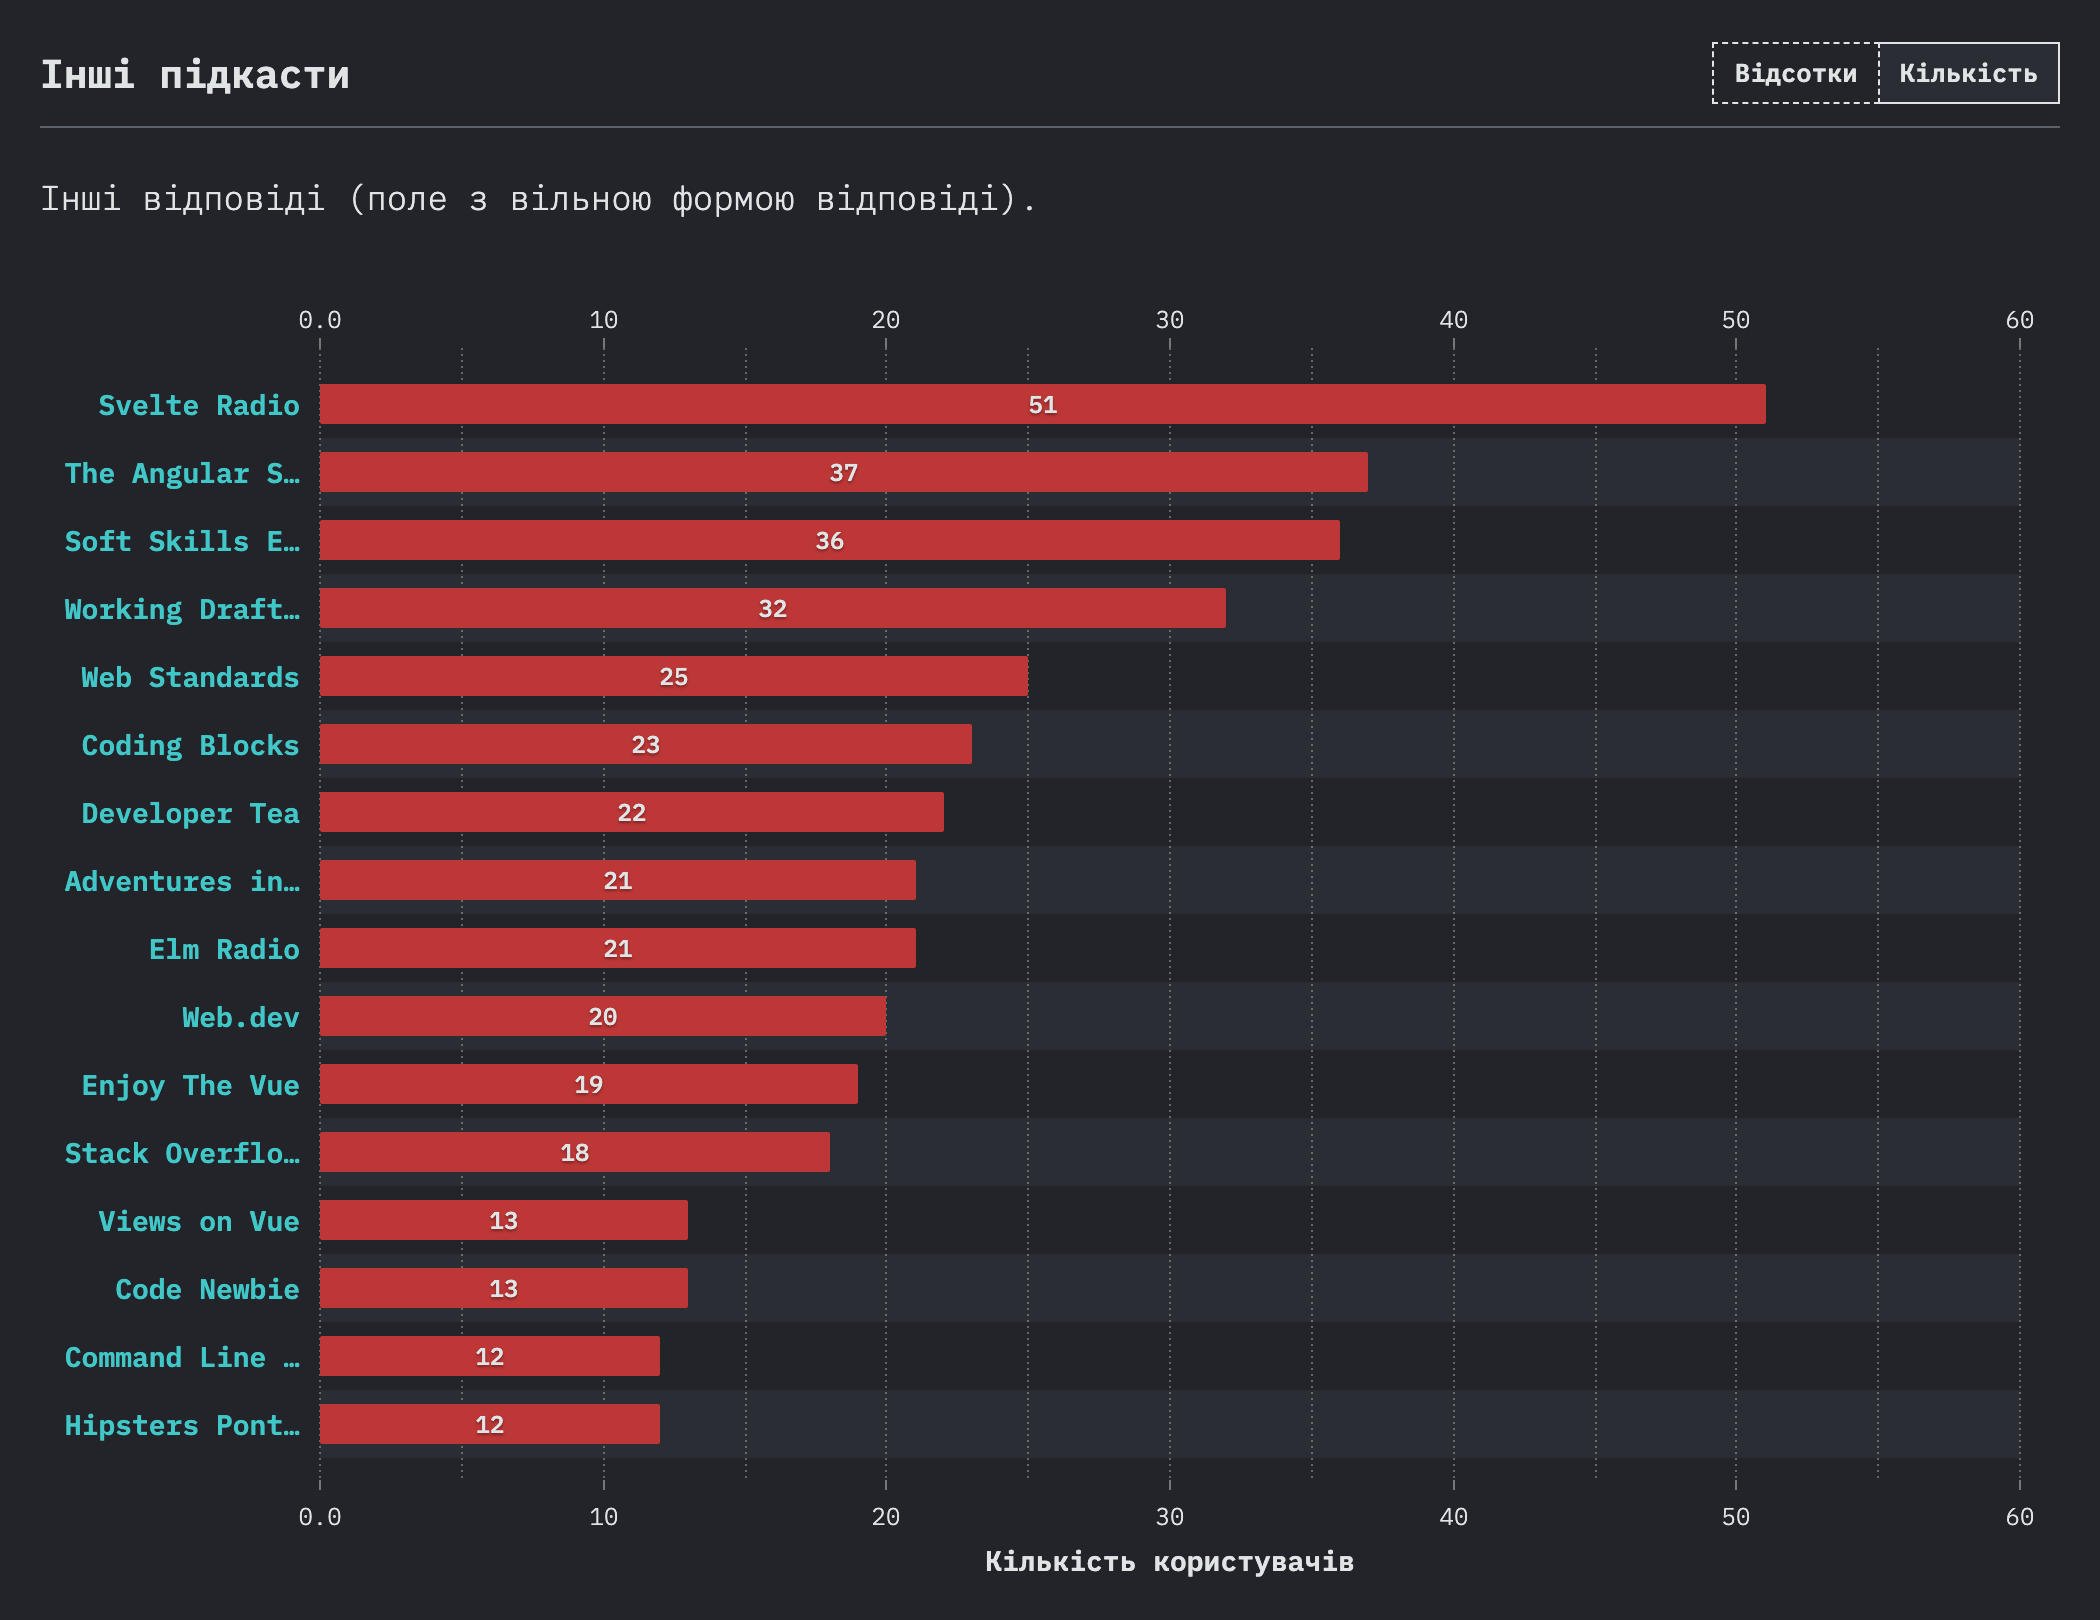 Інші підкасти
Відсотки Кількість
Інші відповіді (поле з вільною формою відповіді).
0.0 10 20 30 40 50 60
Svelte Radio 51
The Angular S… 37
Soft Skills E… 36
Working Draft… 32
Web Standards 25
Coding Blocks 23
Developer Tea 22
Adventures in… 21
Elm Radio 21
Web.dev 20
Enjoy The Vue 19
Stack Overflo… 18
Views on Vue 13
Code Newbie 13
Command Line … 12
Hipsters Pont… 12
0.0 10 20 30 40 50 60
Кількість користувачів